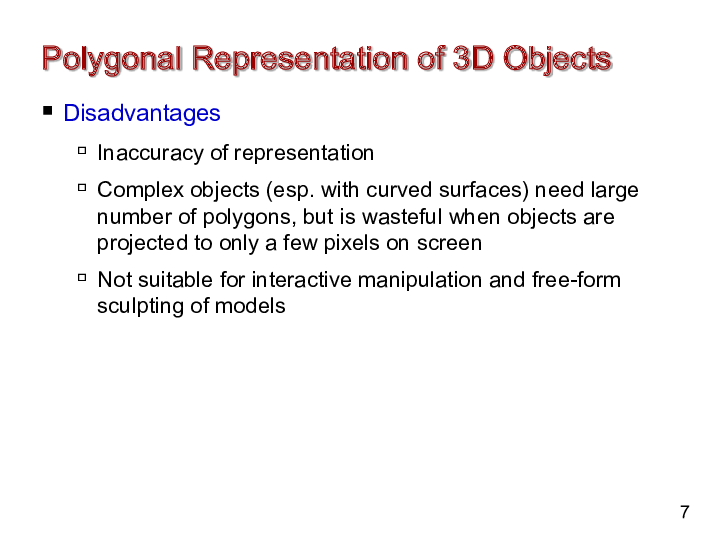 Polygonal Representation of 3D Objects
Disadvantages
Inaccuracy of representation
Complex objects (esp. with curved surfaces) need large
number of polygons, but is wasteful when objects are
projected to only a few pixels on screen
Not suitable for interactive manipulation and free-form
sculpting of models
7